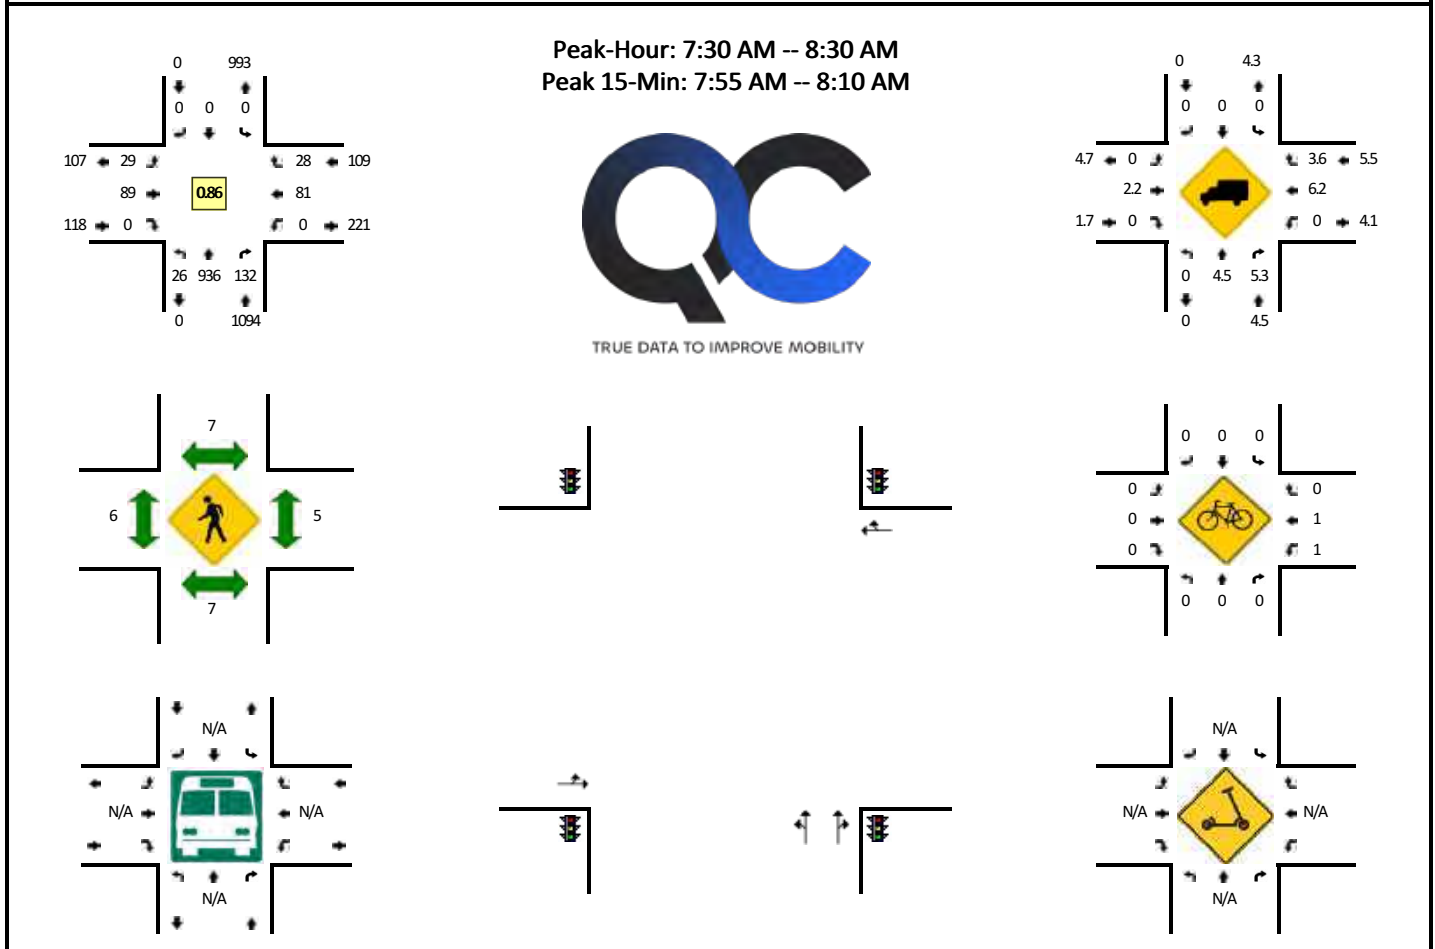 Peak-Hour: 7:30 AM -- 8:30 AM
Peak 15-Min: 7:55 AM -- 8:10 AM
0 993
0 0 0
107 29 28 109
89 0.86 81
118 0 0 221
26 936 132
0 1094
TRUE DATA TO IMPROVE MOBILITY
0 4.3
0 0 0
4.7 0 3.6 5.5
2.2 6.2
1.7 0 0 4.1
0 4.5 5.3
0 4.5
7
6 5
7
0 0 0
0 0
0 1
0 1
0 0 0
N/A
N/A N/A
N/A
N/A
N/A N/A
N/A